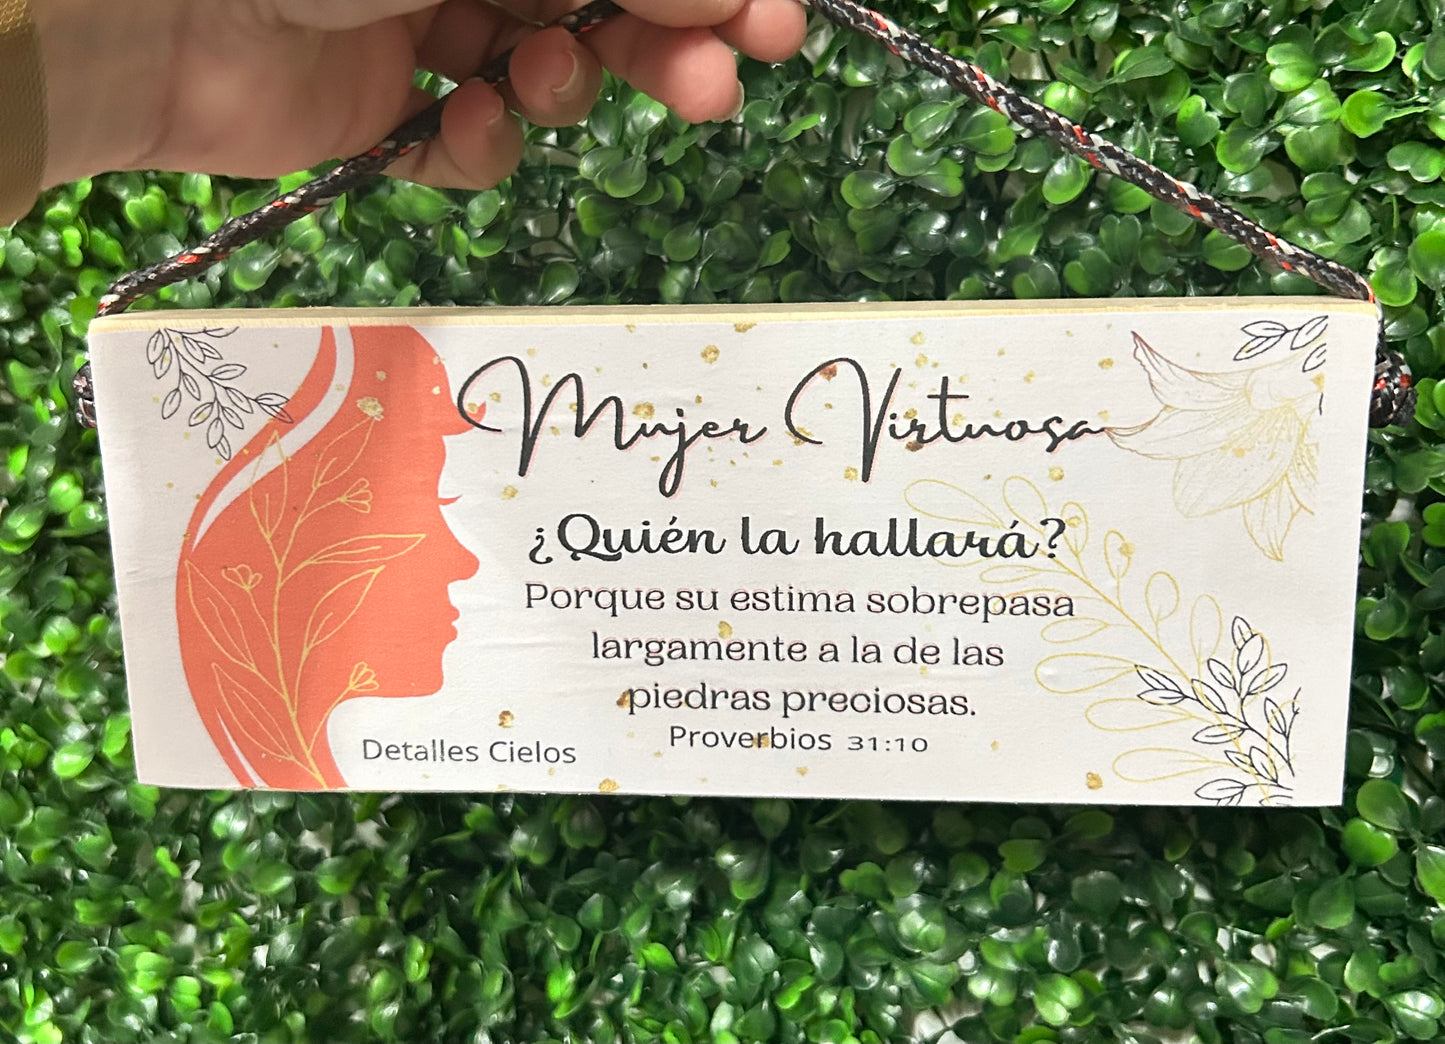 Mujer Virtuosa
¿Quién la hallará?
Porque su estima sobrepasa
largamente a la de las
piedras preciosas.
Proverbios 31:10
Detalles Cielos